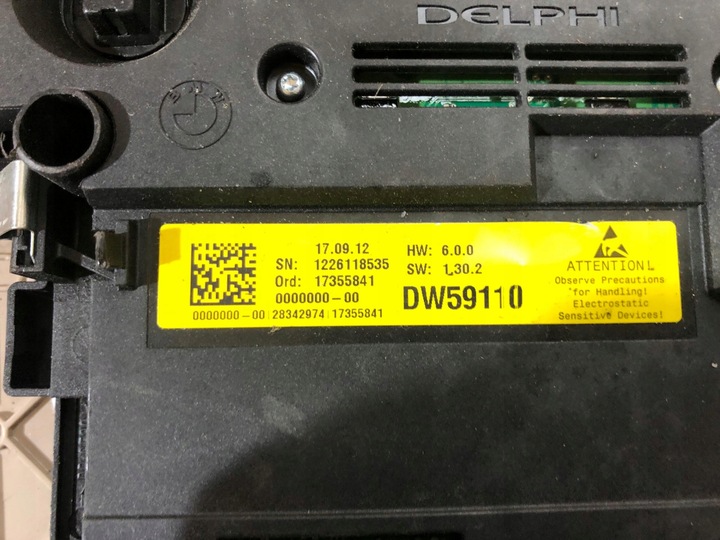 DELPHI
BMW
17.09.12
SN: 1226118535
Ord: 17355841
0000000-00
0000000-00 | 28342974 | 17355841
HW: 6.0.0
SW: 1.30.2
DW59110
ATTENTION!
Observe Precautions
for Handling!
Electrostatic
Sensitive Devices!